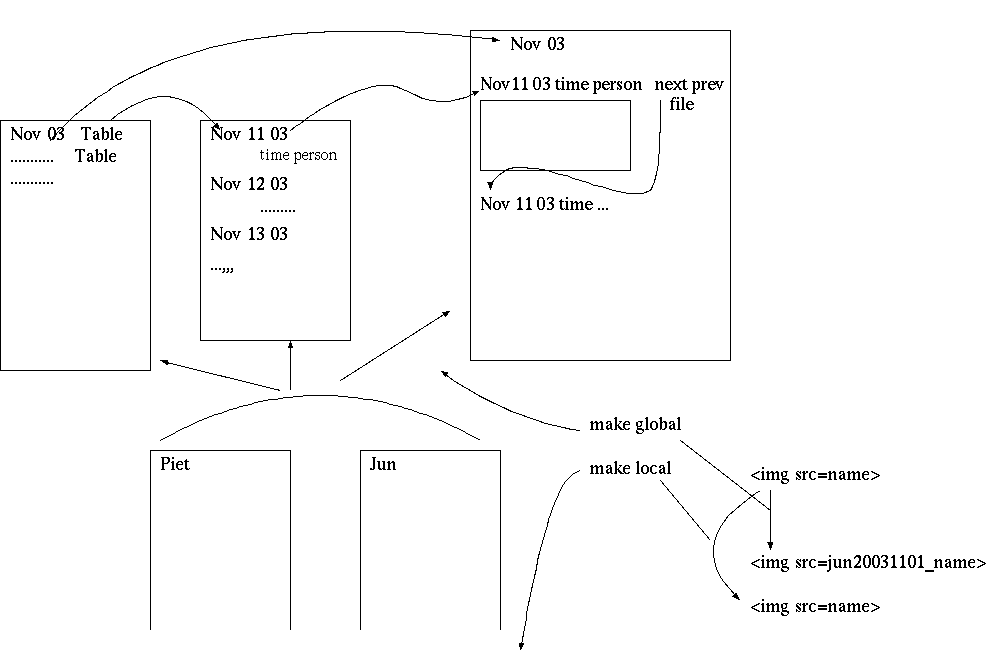 Nov 03 Table
........... Table
...........
Nov 11 03
time person
Nov 12 03
.........
Nov 13 03
...,,,
Nov 03
Nov11 03 time person next prev
file
Nov 11 03 time ...
Piet
Jun
make global
make local
<img src=name>
<img src=jun20031101_name>
<img src=name>